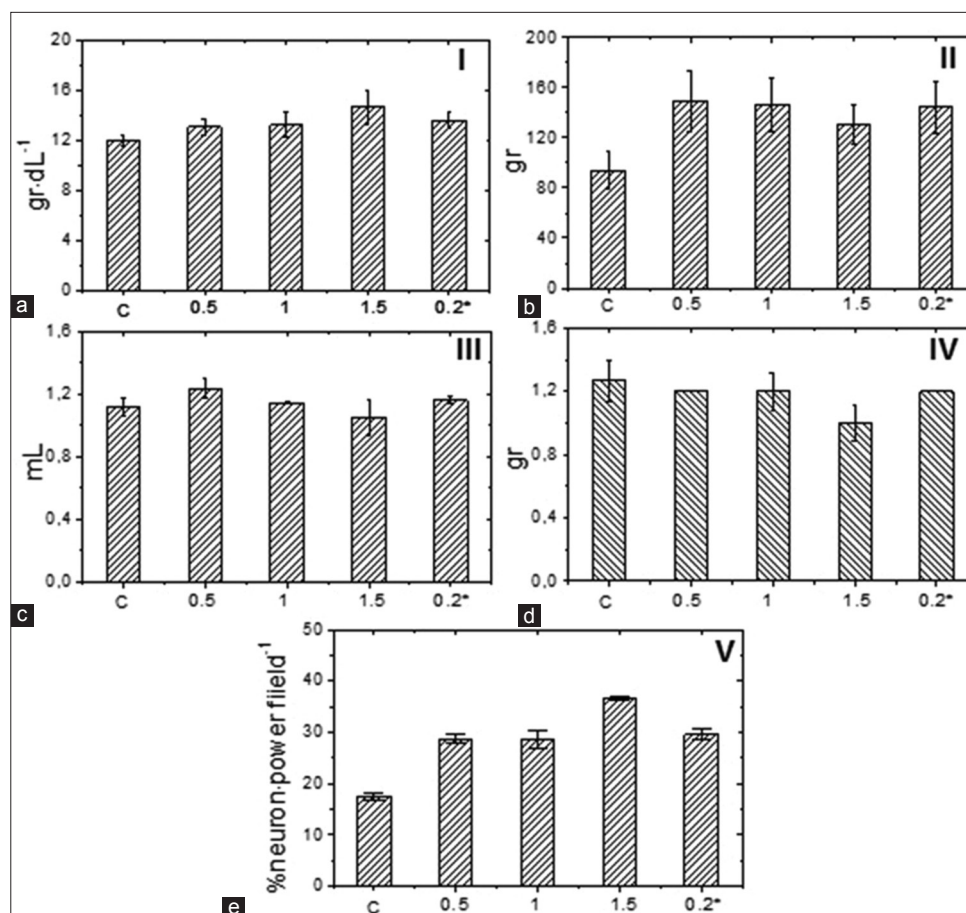 I
gr·dL⁻¹
20
16
12
8
4
0
C 0.5 1 1.5 0.2*
a
II
gr
200
160
120
80
40
0
C 0.5 1 1.5 0.2*
b
III
mL
1,6
1,2
0,8
0,4
0,0
C 0.5 1 1.5 0.2*
c
IV
gr
1,6
1,2
0,8
0,4
0,0
C 0.5 1 1.5 0.2*
d
V
%neuron·power fiield⁻¹
50
40
30
20
10
0
C 0.5 1 1.5 0.2*
e